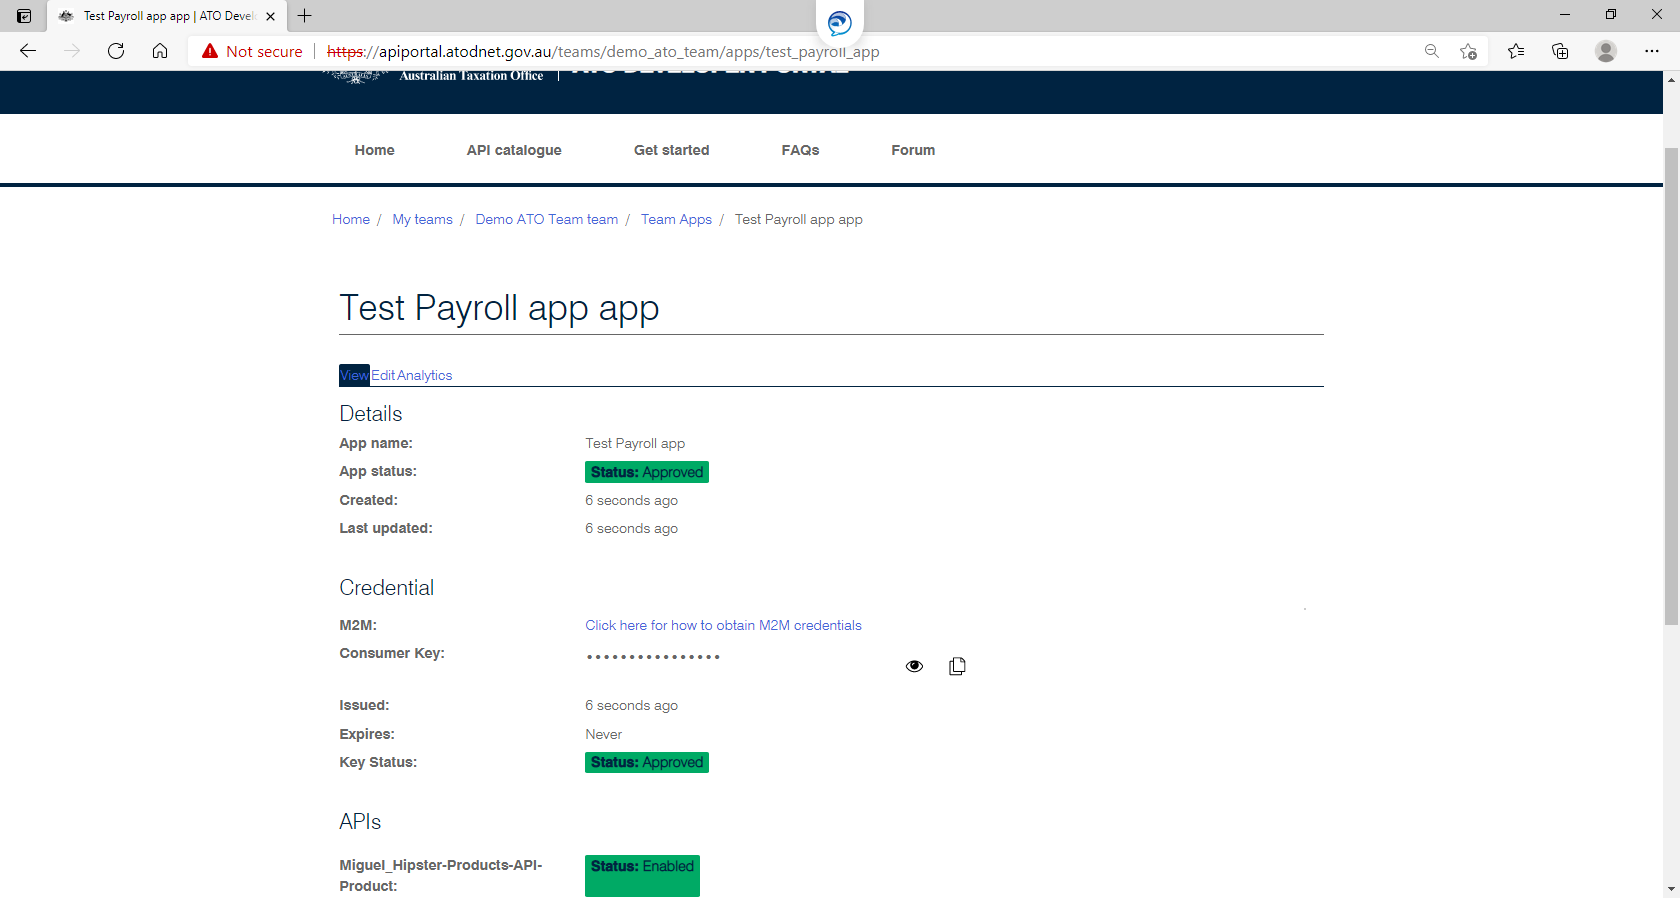 Test Payroll app app | ATO Devel
Not secure | https://apiportal.atodnet.gov.au/teams/demo_ato_team/apps/test_payroll_app
Australian Taxation Office
ATO DEVELOPER PORTAL
Home API catalogue Get started FAQs Forum
Home / My teams / Demo ATO Team team / Team Apps / Test Payroll app app
Test Payroll app app
View Edit Analytics
Details
App name: Test Payroll app
App status: Status: Approved
Created: 6 seconds ago
Last updated: 6 seconds ago
Credential
M2M: Click here for how to obtain M2M credentials
Consumer Key: ••••••••••••••••
Issued: 6 seconds ago
Expires: Never
Key Status: Status: Approved
APIs
Miguel_Hipster-Products-API- Status: Enabled
Product: